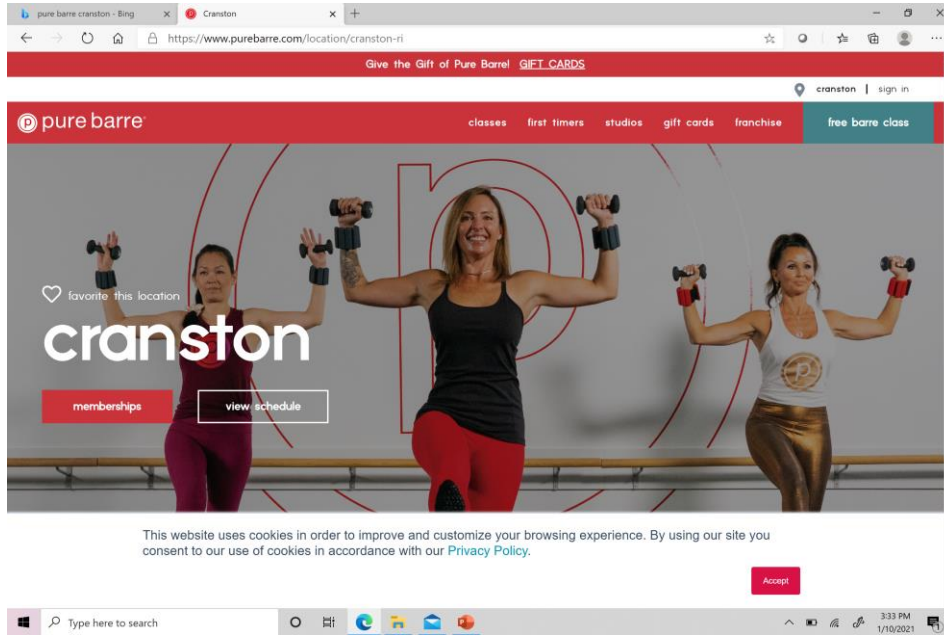 pure barre cranston - Bing
Cranston
https://www.purebarre.com/location/cranston-ri
Give the Gift of Pure Barre! GIFT CARDS
cranston | sign in
p pure barre
classes first timers studios gift cards franchise free barre class
favorite this location
cranston
memberships view schedule
This website uses cookies in order to improve and customize your browsing experience. By using our site you
consent to our use of cookies in accordance with our Privacy Policy.
Accept
Type here to search
3:33 PM
1/10/2021